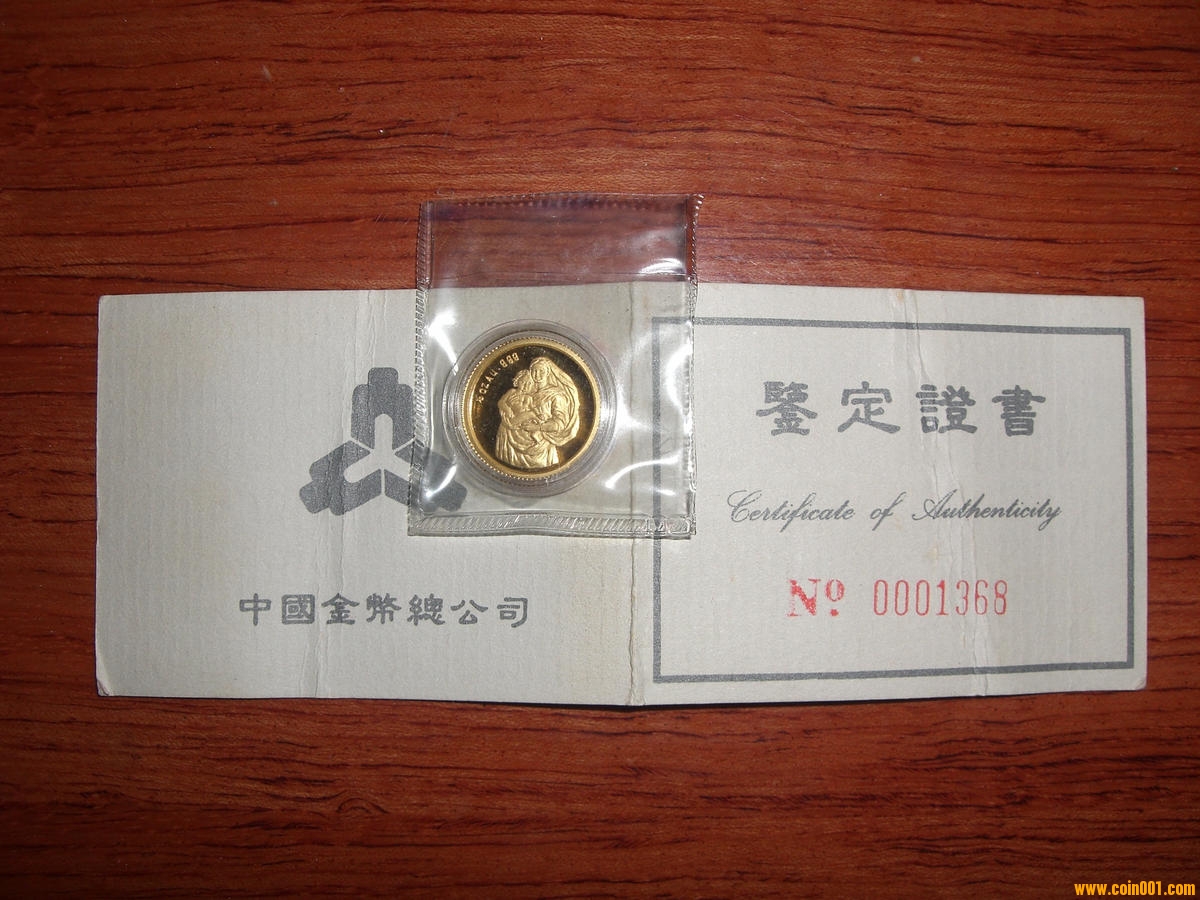 中國金幣總公司
鑒定證書
Certificate of Authenticity
Nº 0001368
www.coin001.com